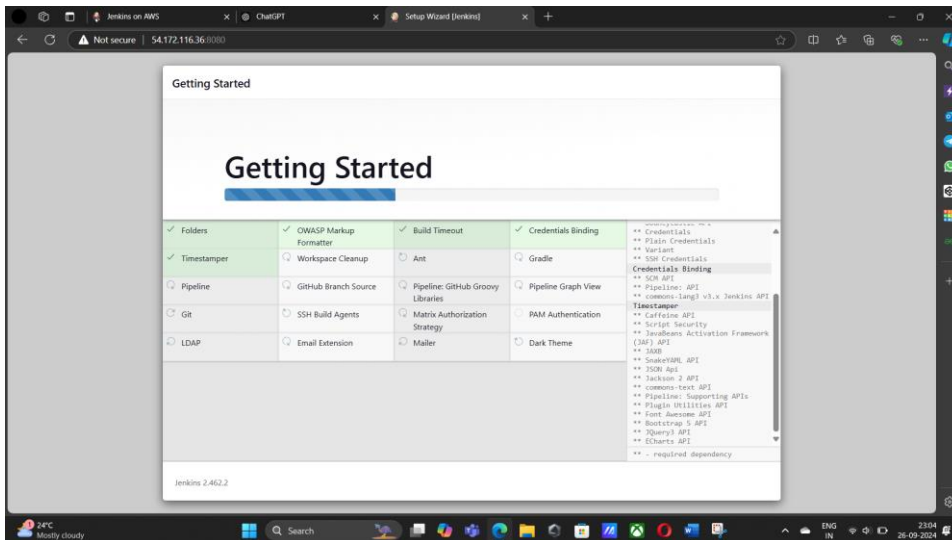 Jenkins on AWS
ChatGPT
Setup Wizard [Jenkins]
Not secure
54.172.116.36:8080
Getting Started
Getting Started
Folders
OWASP Markup
Formatter
Build Timeout
Credentials Binding
Timestamper
Workspace Cleanup
Ant
Gradle
Pipeline
GitHub Branch Source
Pipeline: GitHub Groovy
Libraries
Pipeline Graph View
Git
SSH Build Agents
Matrix Authorization
Strategy
PAM Authentication
LDAP
Email Extension
Mailer
Dark Theme
** Credentials
** Plain Credentials
** Variant
** SSH Credentials
Credentials Binding
** SCM API
** Pipeline: API
** commons-lang3 v3.x Jenkins API
Timestamper
** Caffeine API
** Script Security
** JavaBeans Activation Framework
(JAF) API
** JAXB
** SnakeYAML API
** JSON Api
** Jackson 2 API
** commons-text API
** Pipeline: Supporting APIs
** Plugin Utilities API
** Font Awesome API
** Bootstrap 5 API
** JQuery3 API
** ECharts API
** - required dependency
Jenkins 2.462.2
1
24°C
Mostly cloudy
Search
ENG
IN
23:04
26-09-2024